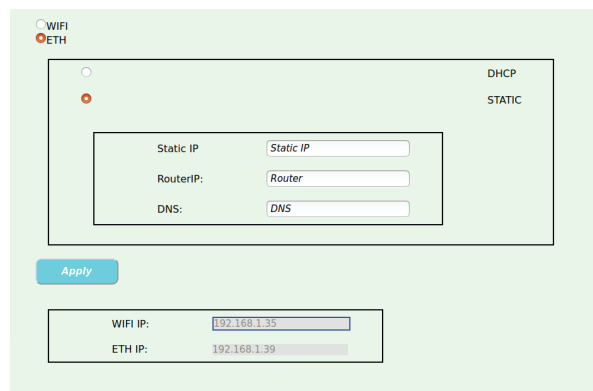 WIFI
ETH
DHCP
STATIC
Static IP Static IP
RouterIP: Router
DNS: DNS
Apply
WIFI IP: 192.168.1.35
ETH IP: 192.168.1.39